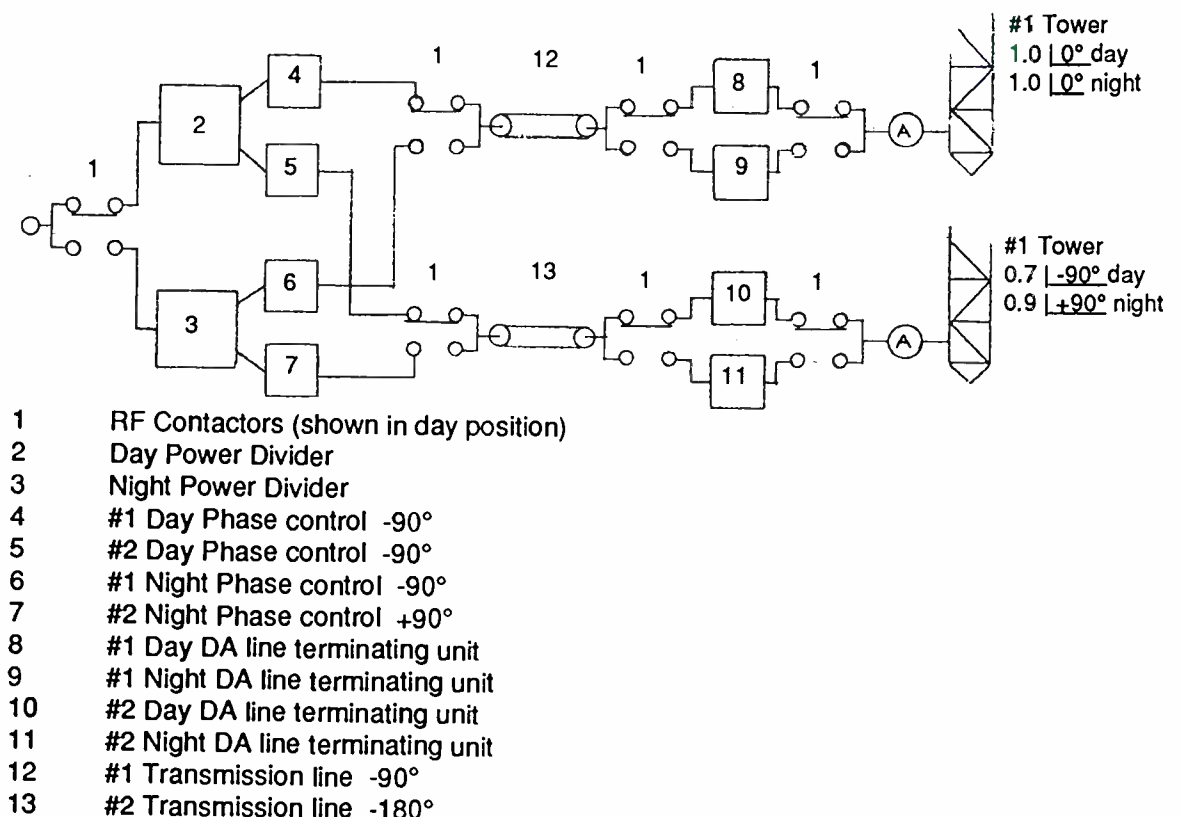 #1 Tower
1.0 | 0° day
1.0 | 0° night
1
12
1
1
4
8
2
5
9
A
1
#1 Tower
0.7 | -90° day
0.9 | +90° night
1
13
1
1
6
10
3
7
11
A
1 RF Contactors (shown in day position)
2 Day Power Divider
3 Night Power Divider
4 #1 Day Phase control -90°
5 #2 Day Phase control -90°
6 #1 Night Phase control -90°
7 #2 Night Phase control +90°
8 #1 Day DA line terminating unit
9 #1 Night DA line terminating unit
10 #2 Day DA line terminating unit
11 #2 Night DA line terminating unit
12 #1 Transmission line -90°
13 #2 Transmission line -180°